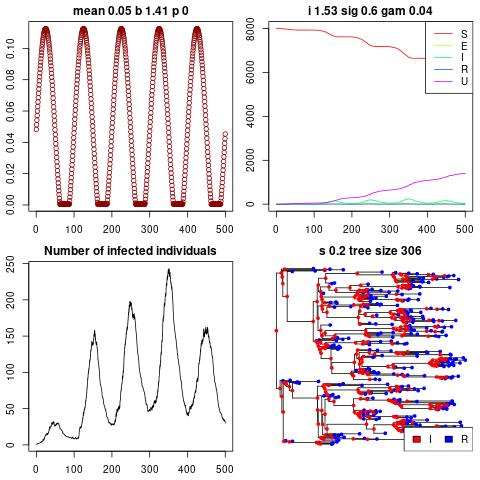 mean 0.05 b 1.41 p 0
0.00 0.02 0.04 0.06 0.08 0.10
0 100 200 300 400 500
i 1.53 sig 0.6 gam 0.04
0 2000 4000 6000 8000
S
E
I
R
U
0 100 200 300 400 500
Number of infected individuals
0 50 100 150 200 250
0 100 200 300 400 500
s 0.2 tree size 306
I R